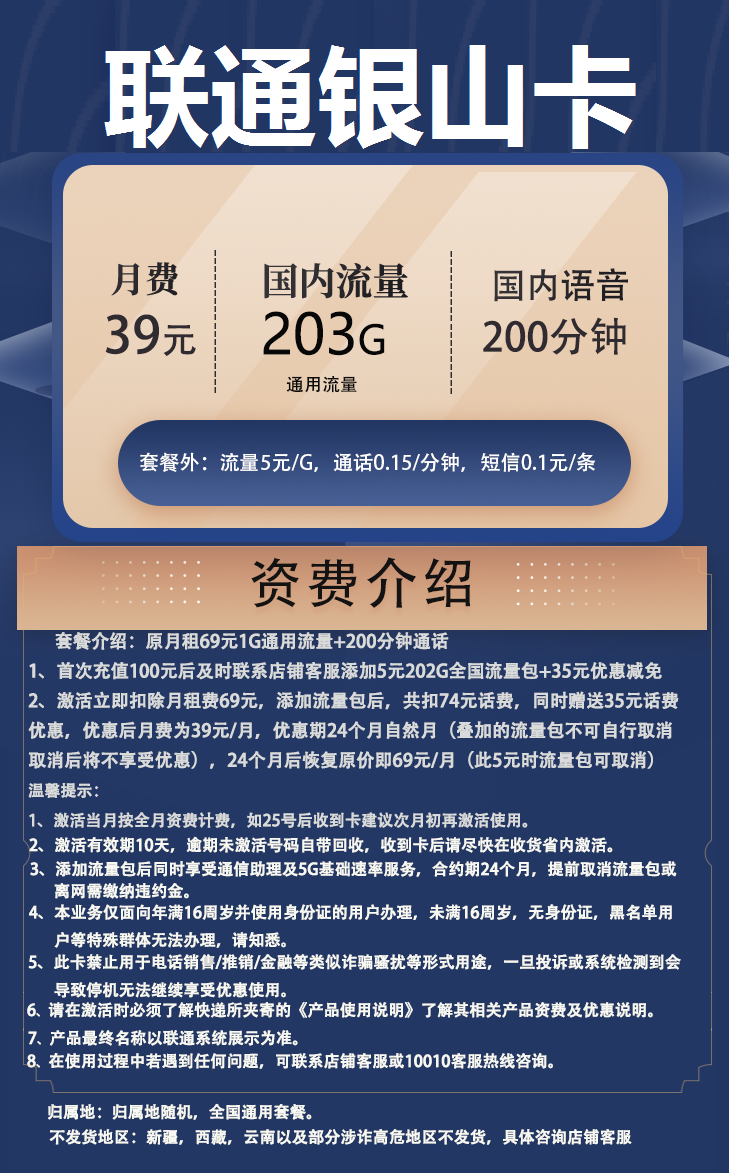 联通银山卡
月费
39元
国内流量
203G
通用流量
国内语音
200分钟
套餐外：流量5元/G，通话0.15/分钟，短信0.1元/条
资费介绍
套餐介绍：原月租69元1G通用流量+200分钟通话
1、首次充值100元后及时联系店铺客服添加5元202G全国流量包+35元优惠减免
2、激活立即扣除月租费69元，添加流量包后，共扣74元话费，同时赠送35元话费
优惠，优惠后月费为39元/月，优惠期24个月自然月（叠加的流量包不可自行取消
取消后将不享受优惠），24个月后恢复原价即69元/月（此5元时流量包可取消）
温馨提示：
1、激活当月按全月资费计费，如25号后收到卡建议次月初再激活使用。
2、激活有效期10天，逾期未激活号码自带回收，收到卡后请尽快在收货省内激活。
3、添加流量包后同时享受通信助理及5G基础速率服务，合约期24个月，提前取消流量包或
离网需缴纳违约金。
4、本业务仅面向年满16周岁并使用身份证的用户办理，未满16周岁，无身份证，黑名单用
户等特殊群体无法办理，请知悉。
5、此卡禁止用于电话销售/推销/金融等类似诈骗骚扰等形式用途，一旦投诉或系统检测到会
导致停机无法继续享受优惠使用。
6、请在激活时必须了解快递所夹寄的《产品使用说明》了解其相关产品资费及优惠说明。
7、产品最终名称以联通系统展示为准。
8、在使用过程中若遇到任何问题，可联系店铺客服或10010客服热线咨询。
归属地：归属地随机，全国通用套餐。
不发货地区：新疆，西藏，云南以及部分涉诈高危地区不发货，具体咨询店铺客服